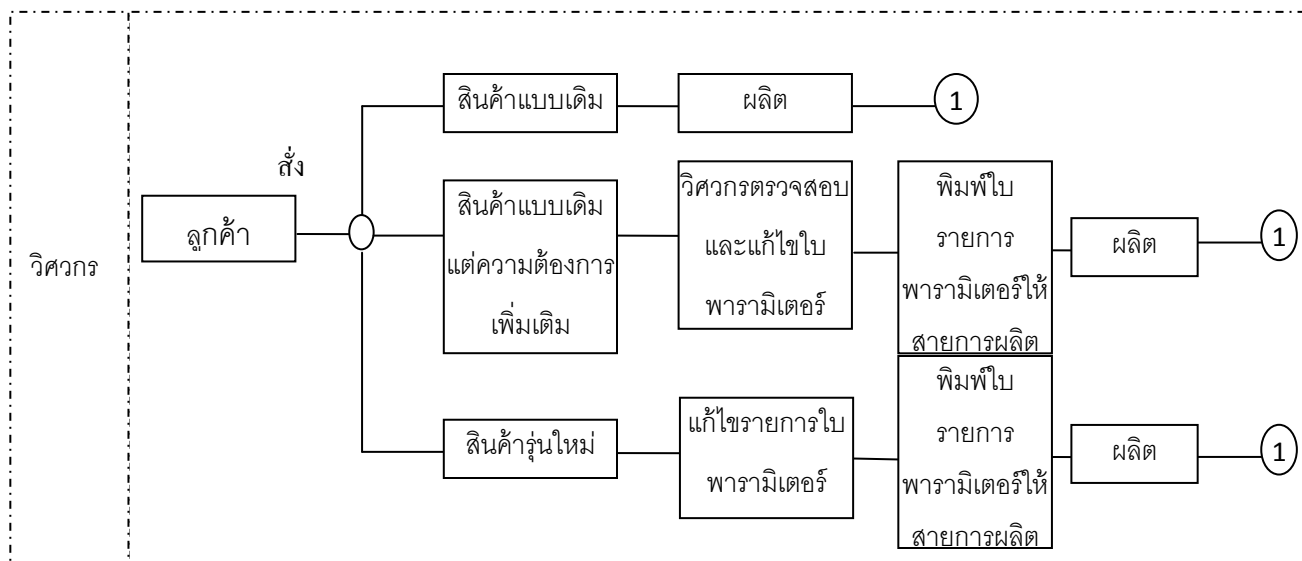 วิศวกร
ลูกค้า
สั่ง
สินค้าแบบเดิม
ผลิต
1
สินค้าแบบเดิม
แต่ความต้องการ
เพิ่มเติม
วิศวกรตรวจสอบ
และแก้ไขใบ
พารามิเตอร์
พิมพ์ใบ
รายการ
พารามิเตอร์ให้
สายการผลิต
ผลิต
1
สินค้ารุ่นใหม่
แก้ไขรายการใบ
พารามิเตอร์
พิมพ์ใบ
รายการ
พารามิเตอร์ให้
สายการผลิต
ผลิต
1